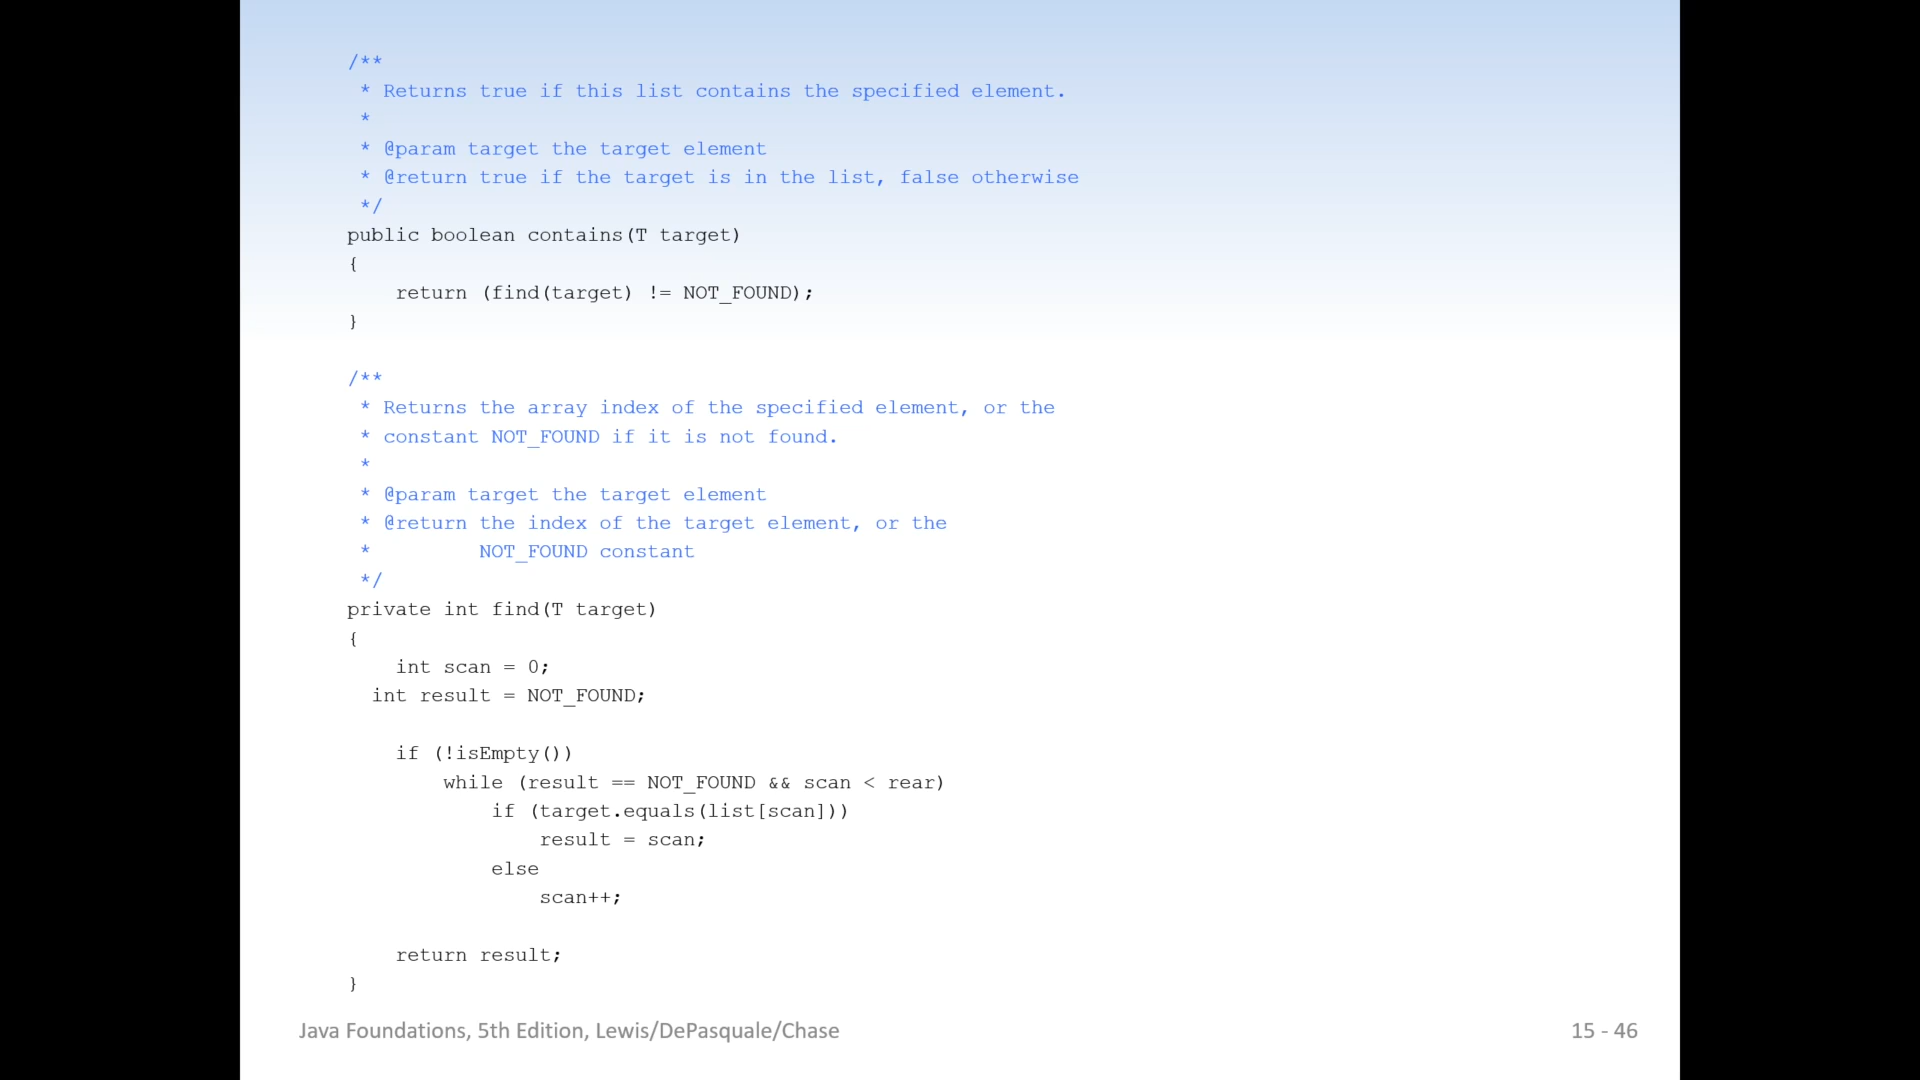 /**
 * Returns true if this list contains the specified element.
 *
 * @param target the target element
 * @return true if the target is in the list, false otherwise
 */
public boolean contains(T target)
{
    return (find(target) != NOT_FOUND);
}

/**
 * Returns the array index of the specified element, or the
 * constant NOT_FOUND if it is not found.
 *
 * @param target the target element
 * @return the index of the target element, or the
 *         NOT_FOUND constant
 */
private int find(T target)
{
    int scan = 0;
  int result = NOT_FOUND;

    if (!isEmpty())
        while (result == NOT_FOUND && scan < rear)
            if (target.equals(list[scan]))
                result = scan;
            else
                scan++;

    return result;
}
Java Foundations, 5th Edition, Lewis/DePasquale/Chase
15 - 46